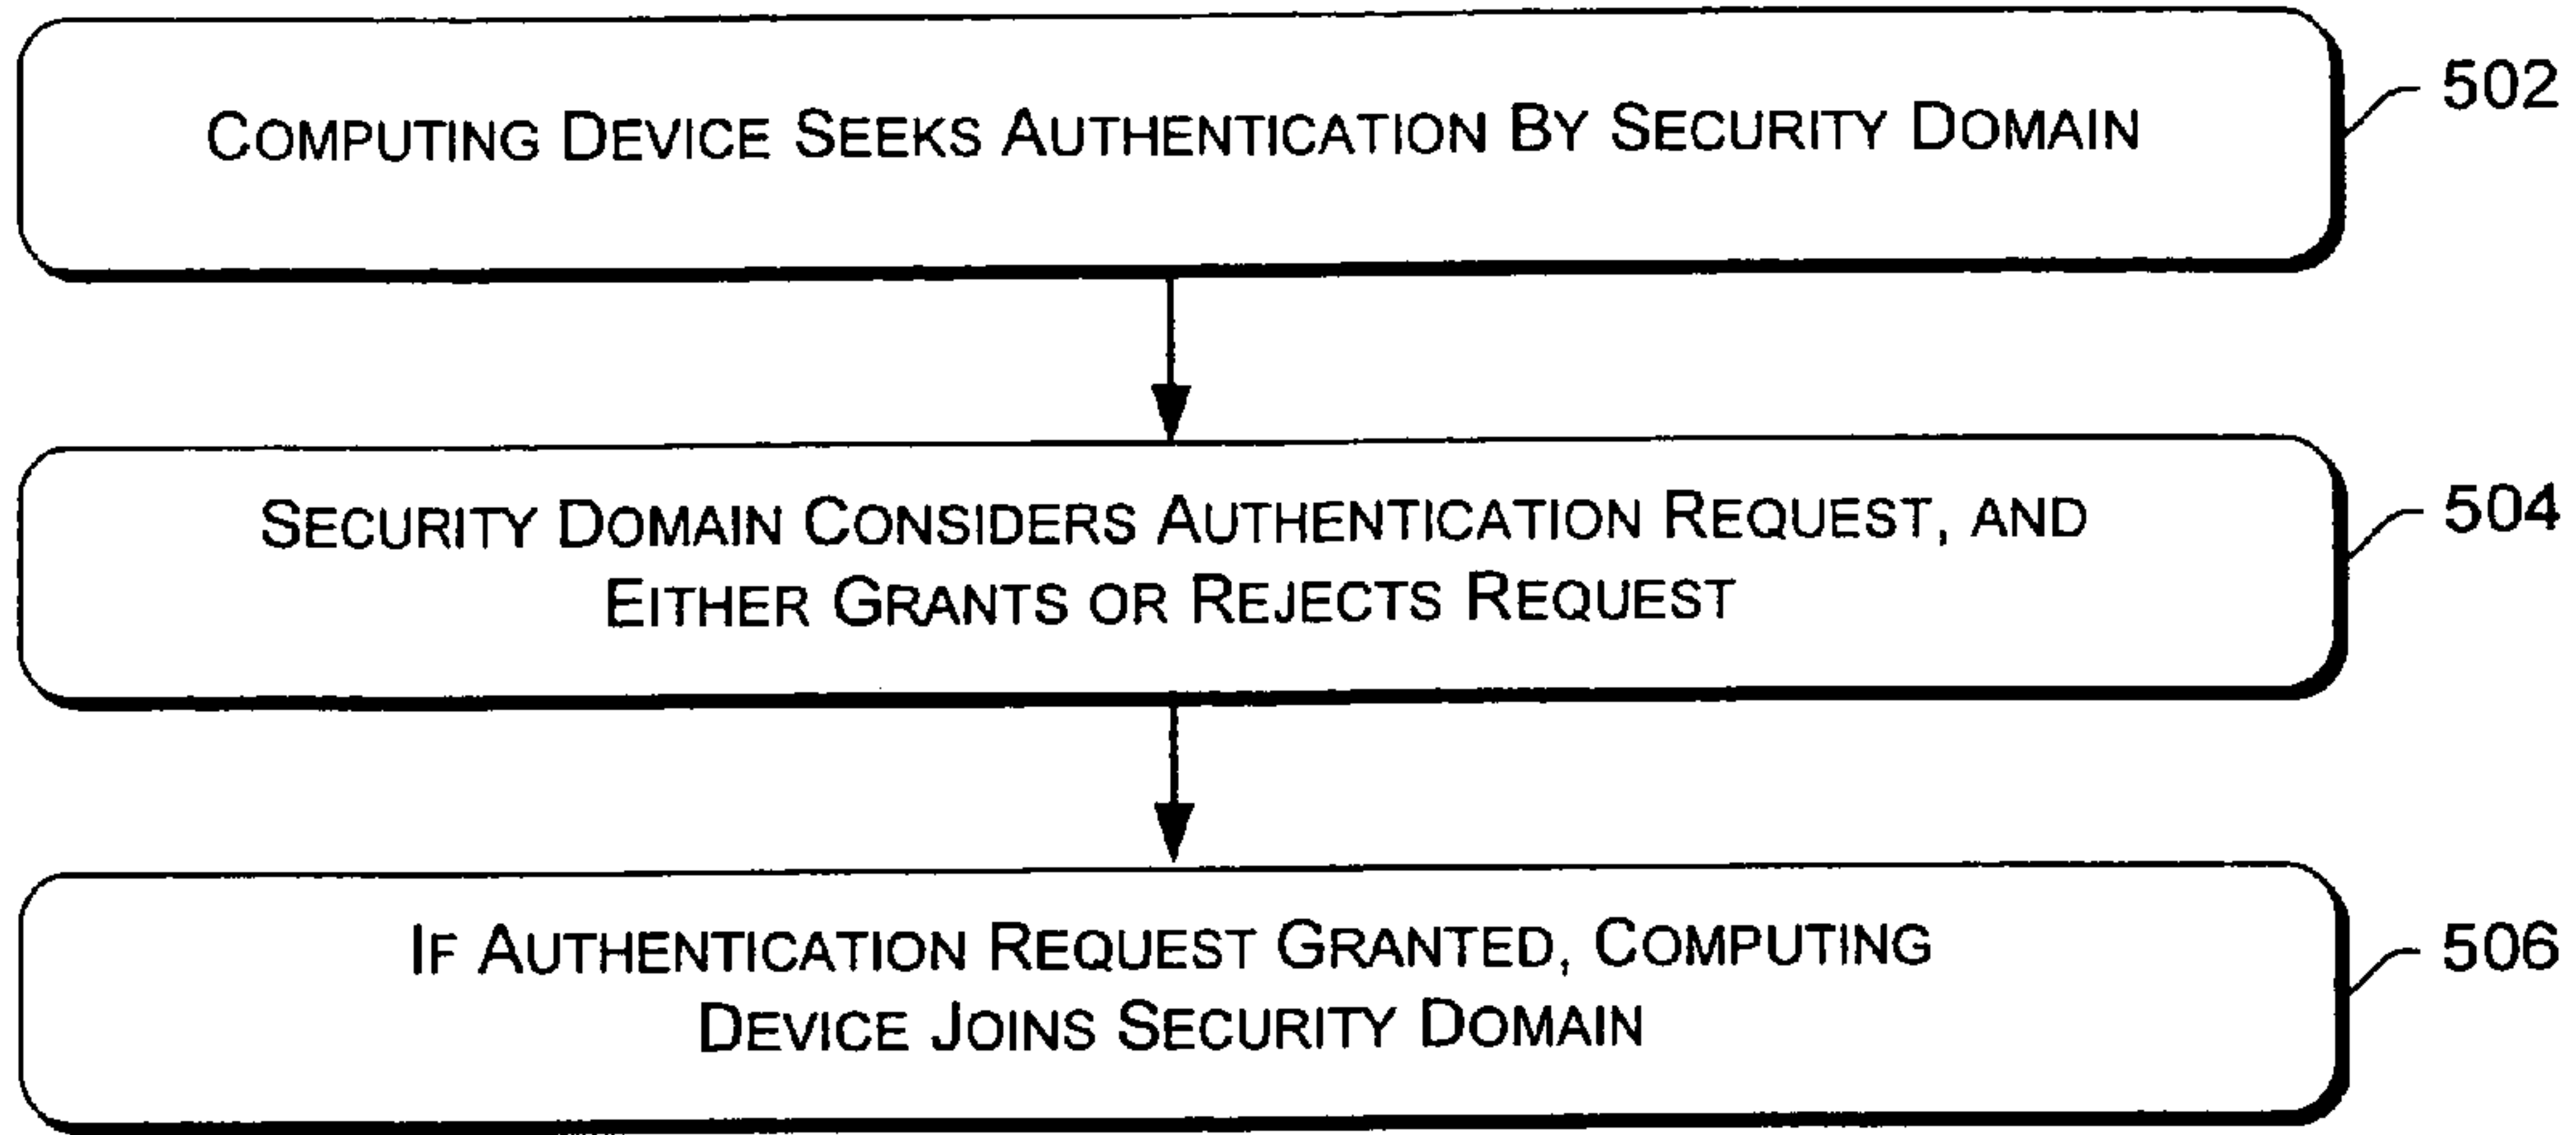 COMPUTING DEVICE SEEKS AUTHENTICATION BY SECURITY DOMAIN
502
SECURITY DOMAIN CONSIDERS AUTHENTICATION REQUEST, AND
EITHER GRANTS OR REJECTS REQUEST
504
IF AUTHENTICATION REQUEST GRANTED, COMPUTING
DEVICE JOINS SECURITY DOMAIN
506